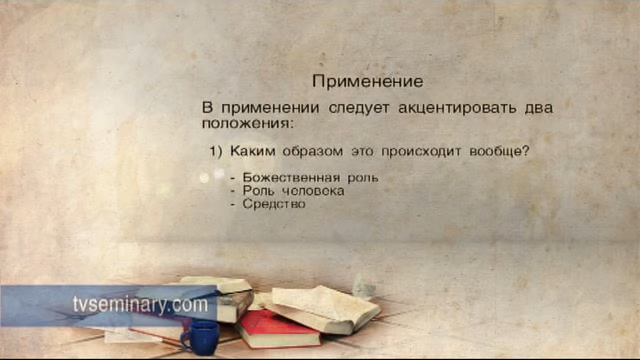 Применение
В применении следует акцентировать два
положения:
1) Каким образом это происходит вообще?
- Божественная роль
- Роль человека
- Средство
tvseminary.com